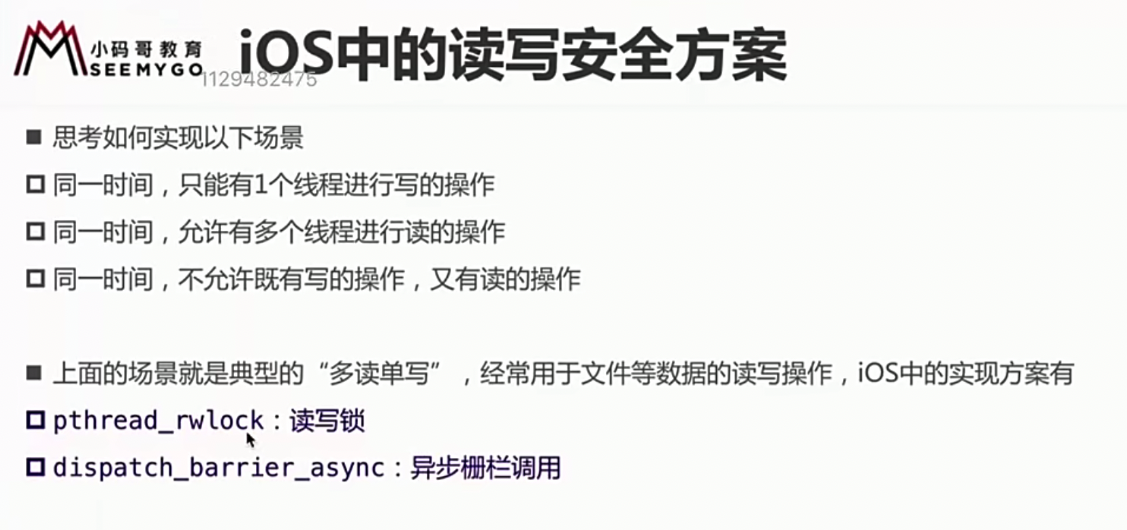 小码哥教育
SEEMYGO
iOS中的读写安全方案
1129482475
思考如何实现以下场景
同一时间，只能有1个线程进行写的操作
同一时间，允许有多个线程进行读的操作
同一时间，不允许既有写的操作，又有读的操作
上面的场景就是典型的“多读单写”，经常用于文件等数据的读写操作，iOS中的实现方案有
pthread_rwlock：读写锁
dispatch_barrier_async：异步栅栏调用